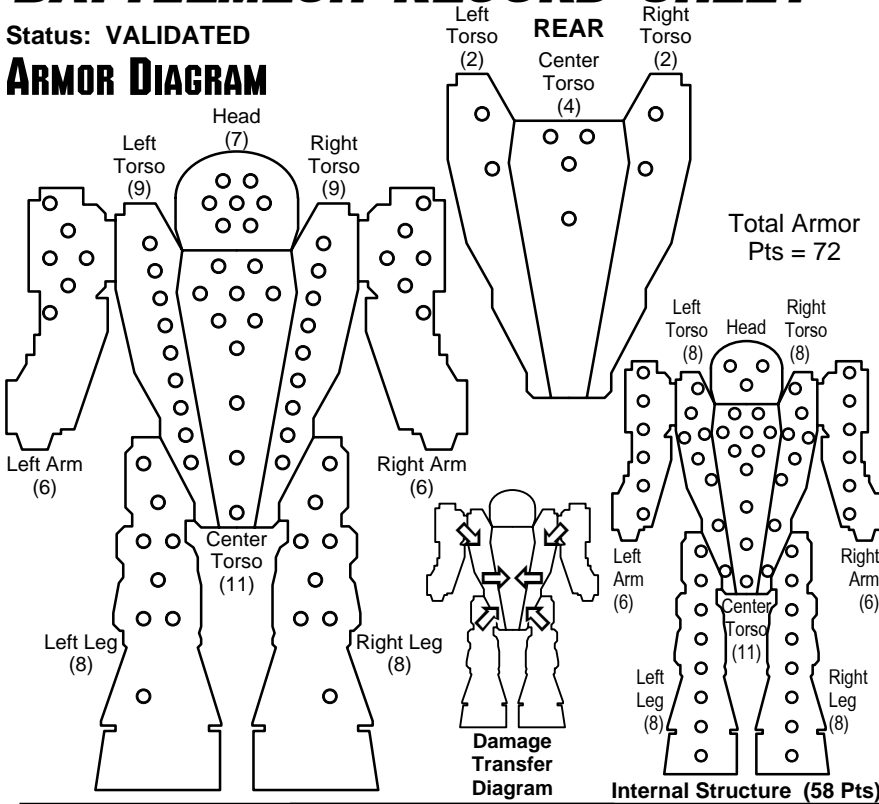 BATTLEMECH RECORD SHEET
Status: VALIDATED
ARMOR DIAGRAM
Head
(7)
Left
Torso
(9)
Right
Torso
(9)
Left Arm
(6)
Right Arm
(6)
Center
Torso
(11)
Left Leg
(8)
Right Leg
(8)
REAR
Left
Torso
(2)
Center
Torso
(4)
Right
Torso
(2)
Total Armor
Pts = 72
Damage
Transfer
Diagram
Left
Torso
(8)
Head
Right
Torso
(8)
Left
Arm
(6)
Right
Arm
(6)
Center
Torso
(11)
Left
Leg
(8)
Right
Leg
(8)
Internal Structure (58 Pts)